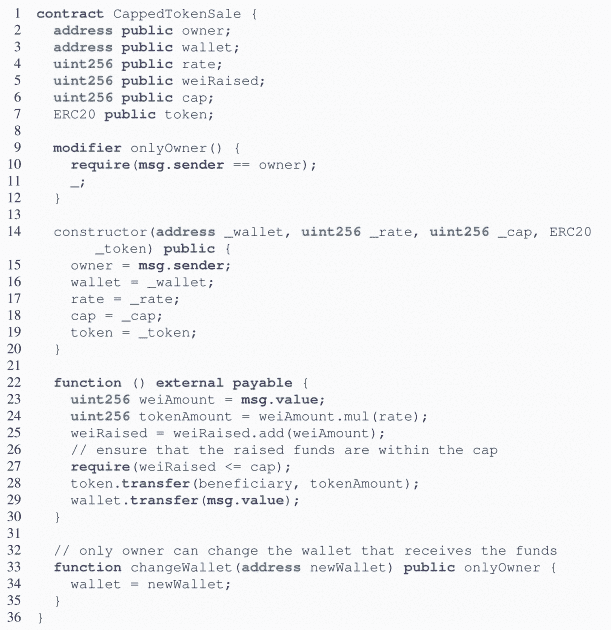 1 contract CappedTokenSale {
2   address public owner;
3   address public wallet;
4   uint256 public rate;
5   uint256 public weiRaised;
6   uint256 public cap;
7   ERC20 public token;
8
9   modifier onlyOwner() {
10     require(msg.sender == owner);
11     _;
12   }
13
14   constructor(address _wallet, uint256 _rate, uint256 _cap, ERC20
        _token) public {
15     owner = msg.sender;
16     wallet = _wallet;
17     rate = _rate;
18     cap = _cap;
19     token = _token;
20   }
21
22   function () external payable {
23     uint256 weiAmount = msg.value;
24     uint256 tokenAmount = weiAmount.mul(rate);
25     weiRaised = weiRaised.add(weiAmount);
26     // ensure that the raised funds are within the cap
27     require(weiRaised <= cap);
28     token.transfer(beneficiary, tokenAmount);
29     wallet.transfer(msg.value);
30   }
31
32   // only owner can change the wallet that receives the funds
33   function changeWallet(address newWallet) public onlyOwner {
34     wallet = newWallet;
35   }
36 }